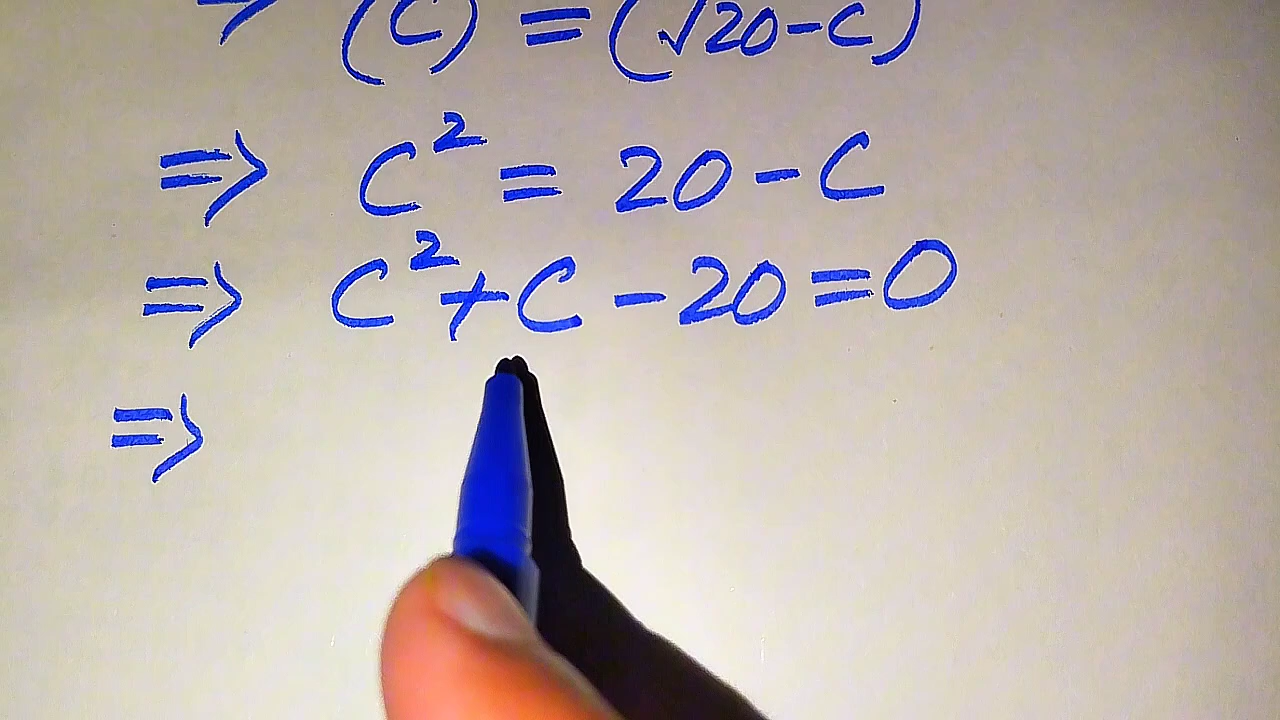 ⇒ (C) = (√20-C)
⇒ C² = 20 - C
⇒ C² + C - 20 = 0
⇒